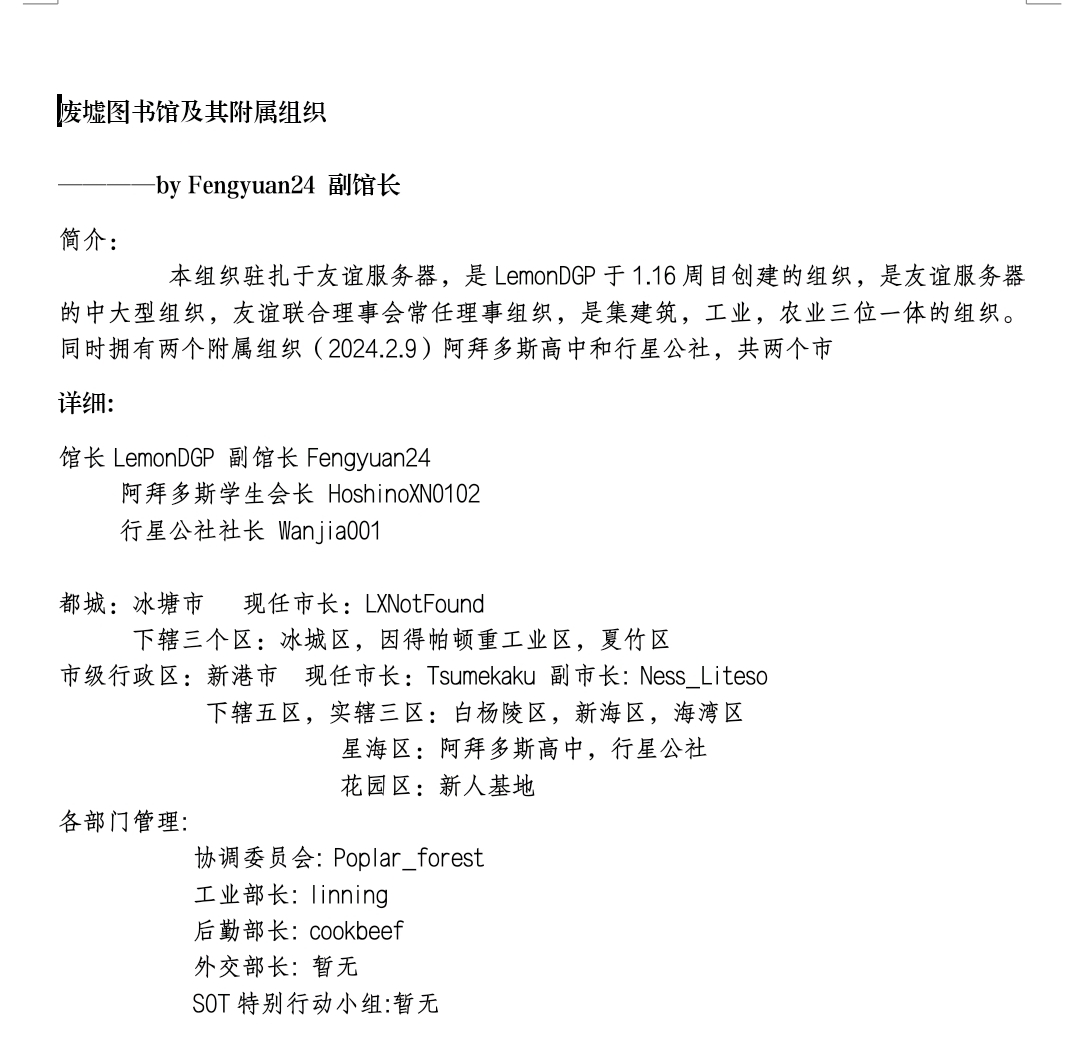 废墟图书馆及其附属组织
————by Fengyuan24 副馆长
简介：
本组织驻扎于友谊服务器，是 LemonDGP 于 1.16 周目创建的组织，是友谊服务器
的中大型组织，友谊联合理事会常任理事组织，是集建筑，工业，农业三位一体的组织。
同时拥有两个附属组织（2024.2.9）阿拜多斯高中和行星公社，共两个市
详细:
馆长 LemonDGP 副馆长 Fengyuan24
阿拜多斯学生会长 HoshinoXN0102
行星公社社长 Wanjia001
都城：冰塘市 现任市长：LXNotFound
下辖三个区：冰城区，因得帕顿重工业区，夏竹区
市级行政区：新港市 现任市长：Tsumekaku 副市长: Ness_Liteso
下辖五区，实辖三区：白杨陵区，新海区，海湾区
星海区：阿拜多斯高中，行星公社
花园区：新人基地
各部门管理:
协调委员会: Poplar_forest
工业部长: linning
后勤部长: cookbeef
外交部长: 暂无
SOT 特别行动小组:暂无